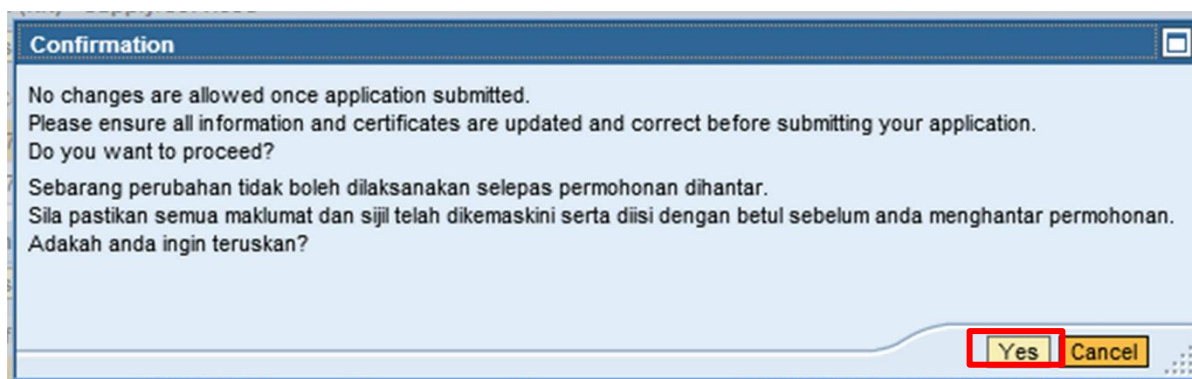 Confirmation
No changes are allowed once application submitted.
Please ensure all information and certificates are updated and correct before submitting your application.
Do you want to proceed?
Sebarang perubahan tidak boleh dilaksanakan selepas permohonan dihantar.
Sila pastikan semua maklumat dan sijil telah dikemaskini serta diisi dengan betul sebelum anda menghantar permohonan.
Adakah anda ingin teruskan?
Yes Cancel